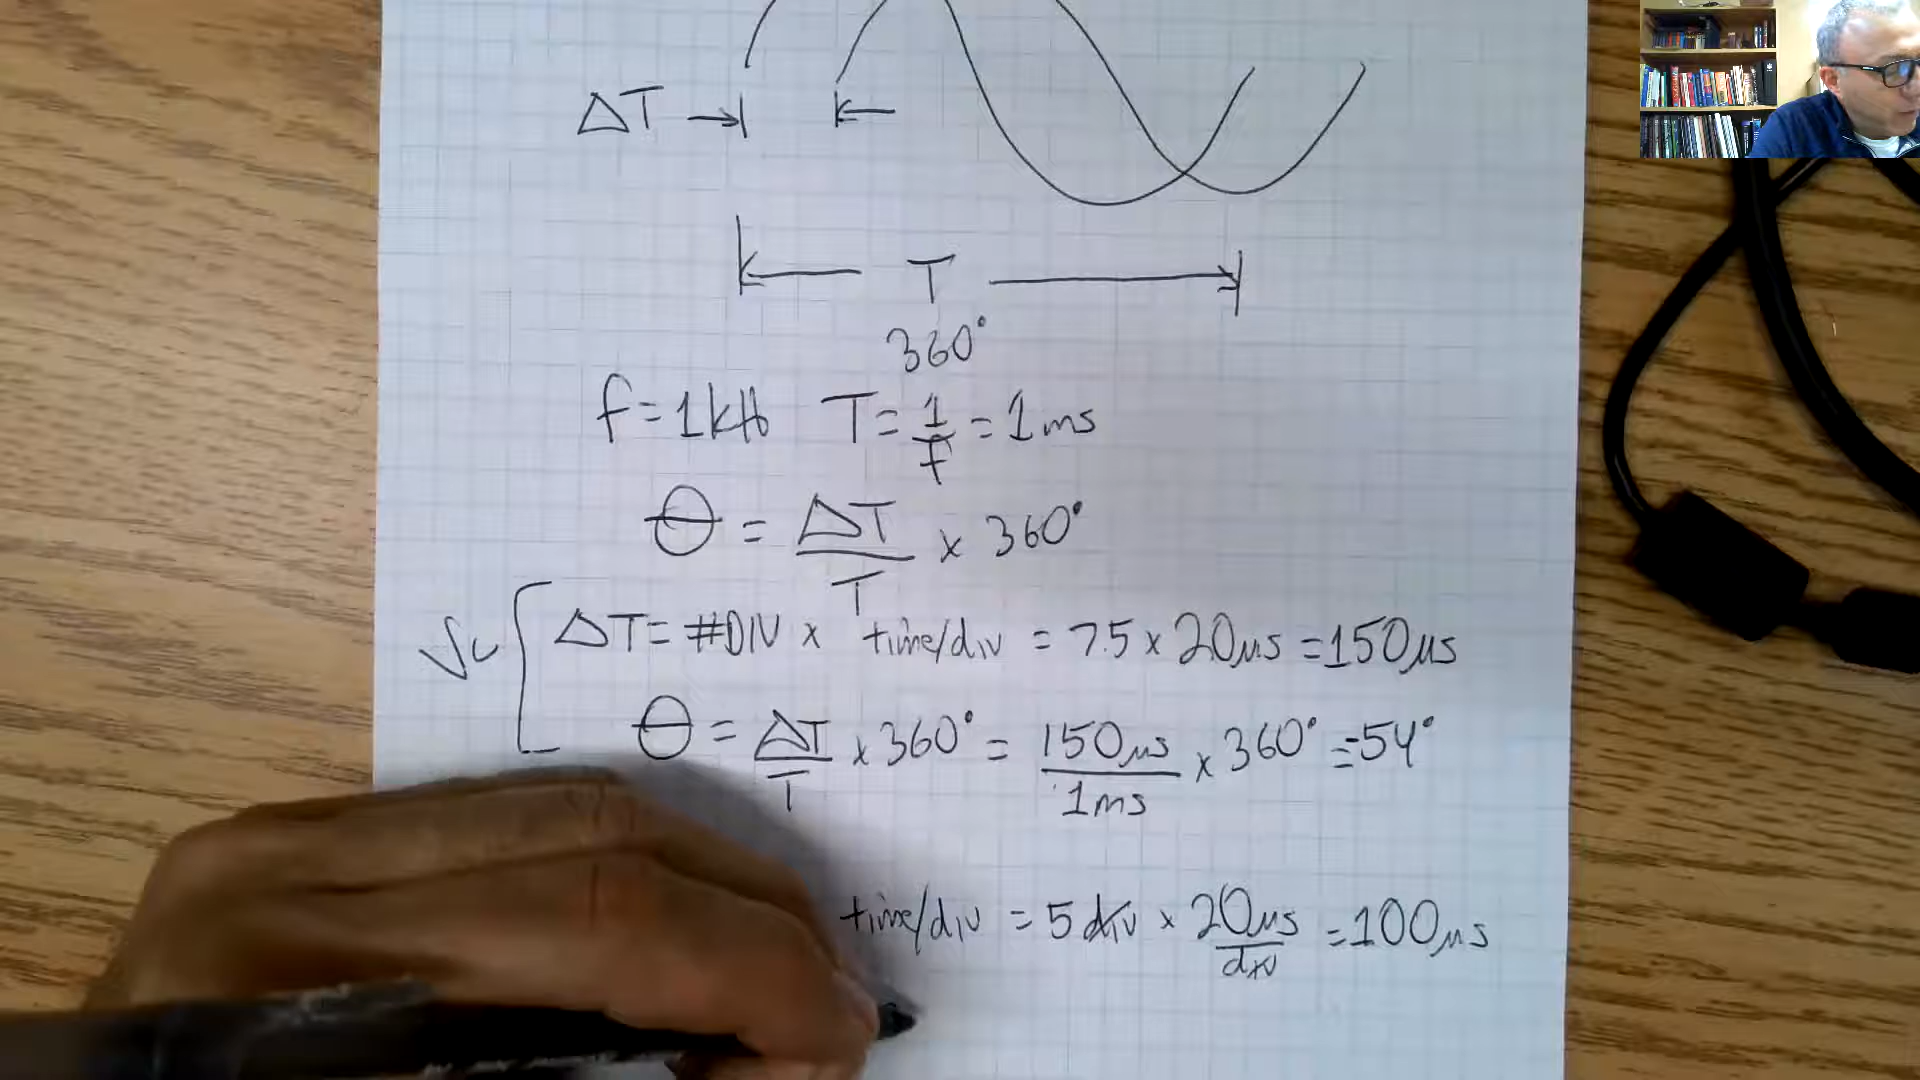 ΔT
T
360°
f = 1kHz T = 1/f = 1ms
θ = ΔT/T × 360°
Vc ΔT = #DIV × time/div = 7.5 × 20μs = 150μs
θ = ΔT/T × 360° = 150μs/1ms × 360° = -54°
time/div = 5 div × 20μs/div = 100μs